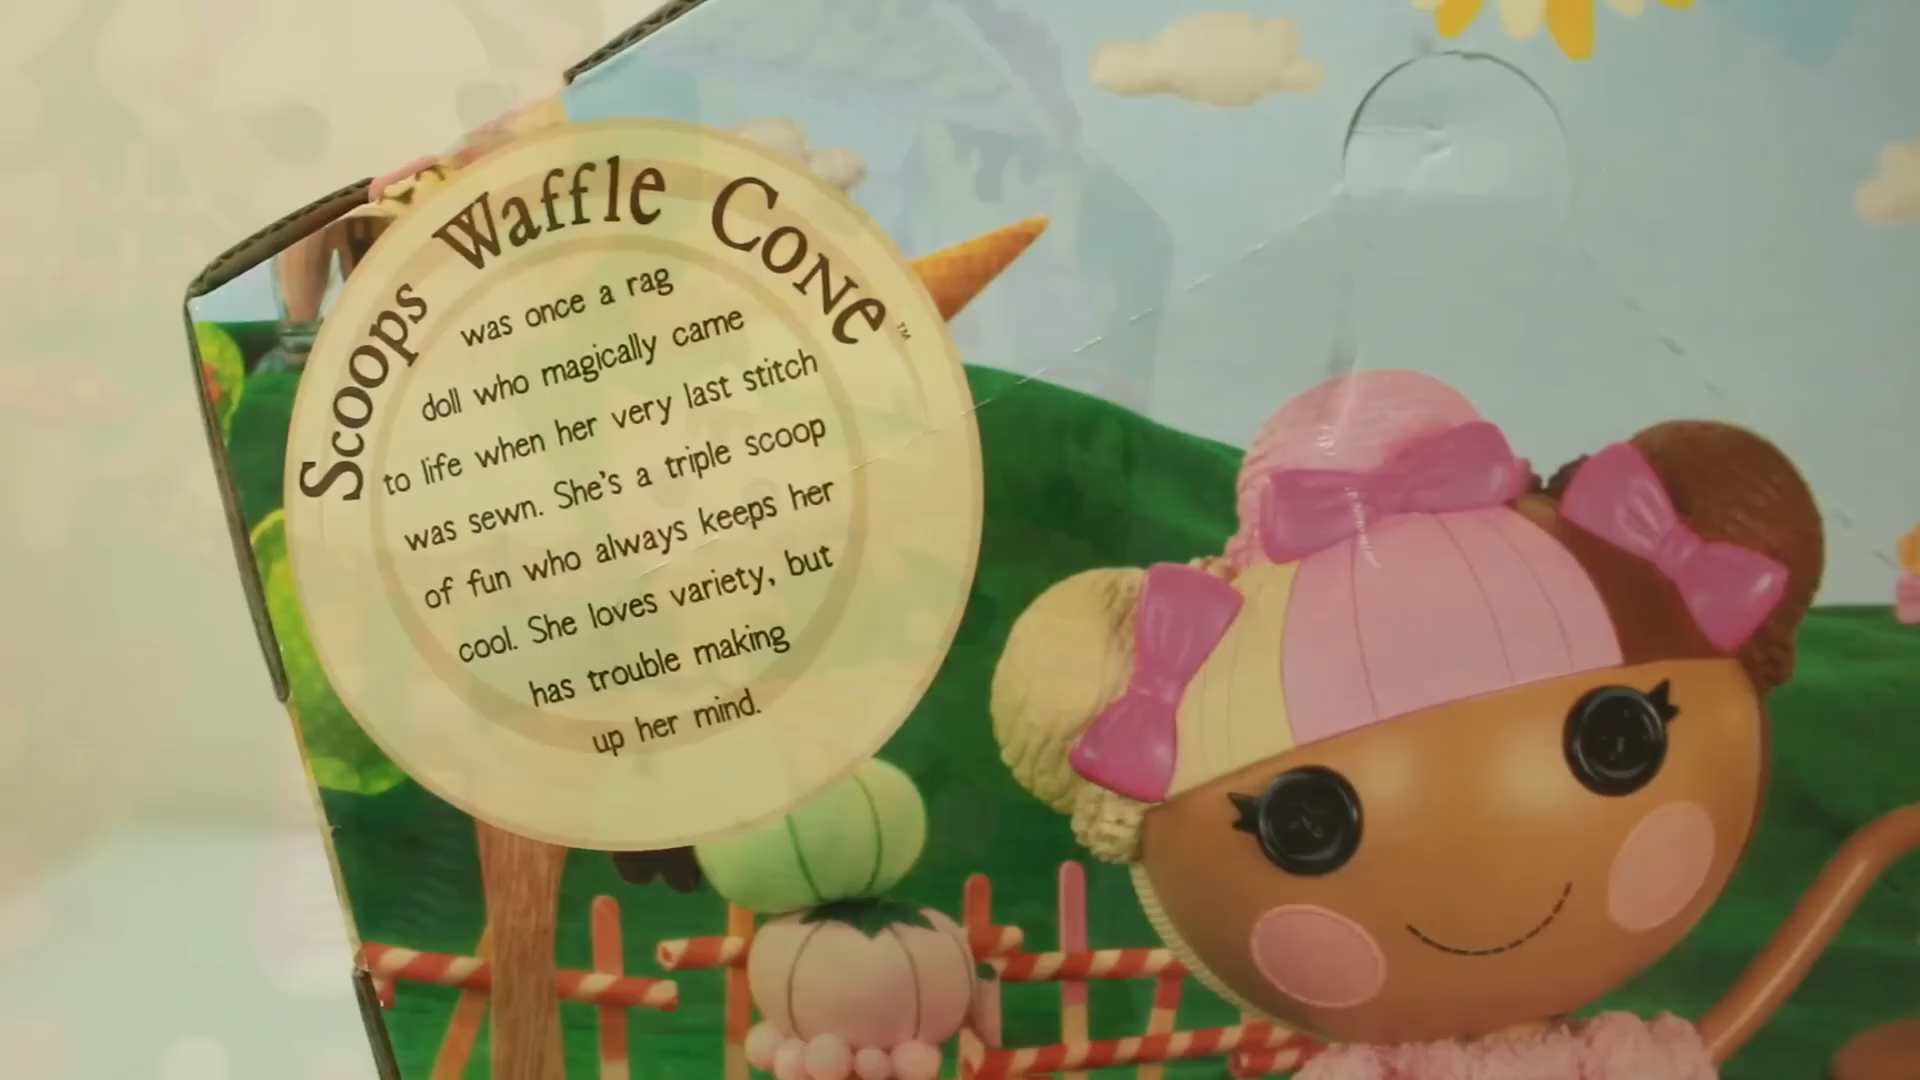 Scoops Waffle Cone™
was once a rag
doll who magically came
to life when her very last stitch
was sewn. She's a triple scoop
of fun who always keeps her
cool. She loves variety, but
has trouble making
up her mind.